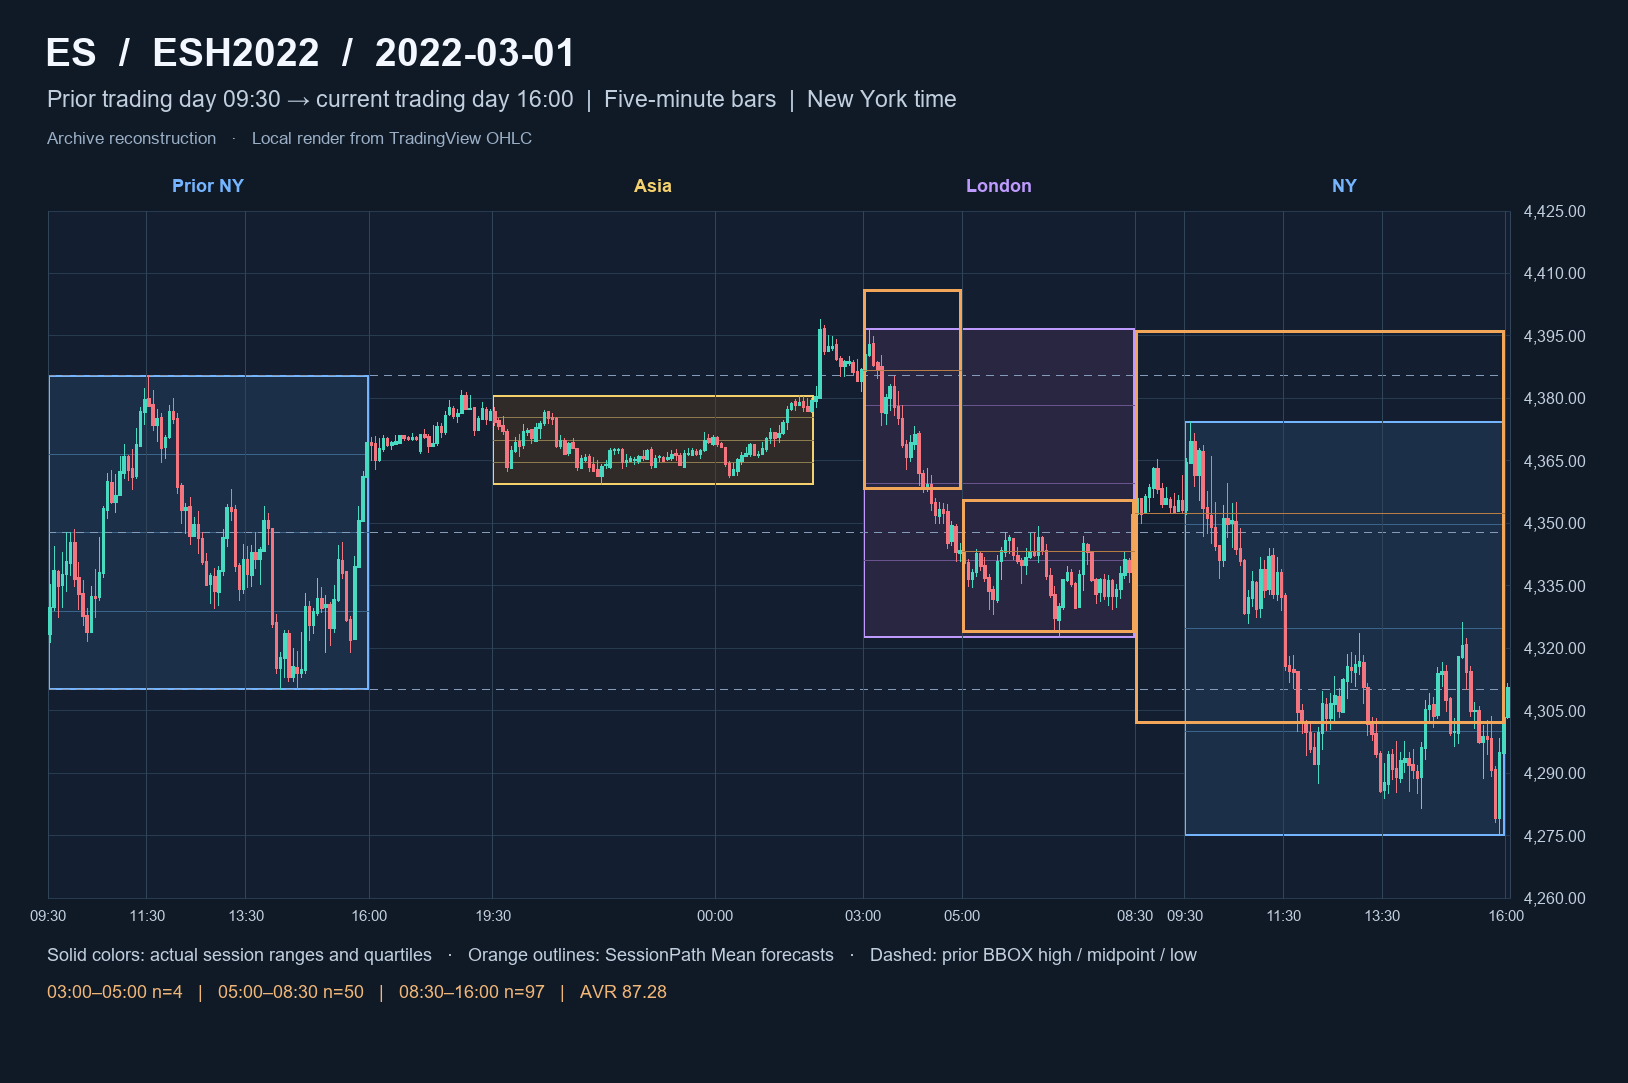 ES / ESH2022 / 2022-03-01
Prior trading day 09:30 → current trading day 16:00 | Five-minute bars | New York time
Archive reconstruction · Local render from TradingView OHLC
Prior NY Asia London NY
4,425.00
4,410.00
4,395.00
4,380.00
4,365.00
4,350.00
4,335.00
4,320.00
4,305.00
4,290.00
4,275.00
4,260.00
09:30 11:30 13:30 16:00 19:30 00:00 03:00 05:00 08:30 09:30 11:30 13:30 16:00
Solid colors: actual session ranges and quartiles · Orange outlines: SessionPath Mean forecasts · Dashed: prior BBOX high / midpoint / low
03:00–05:00 n=4 | 05:00–08:30 n=50 | 08:30–16:00 n=97 | AVR 87.28